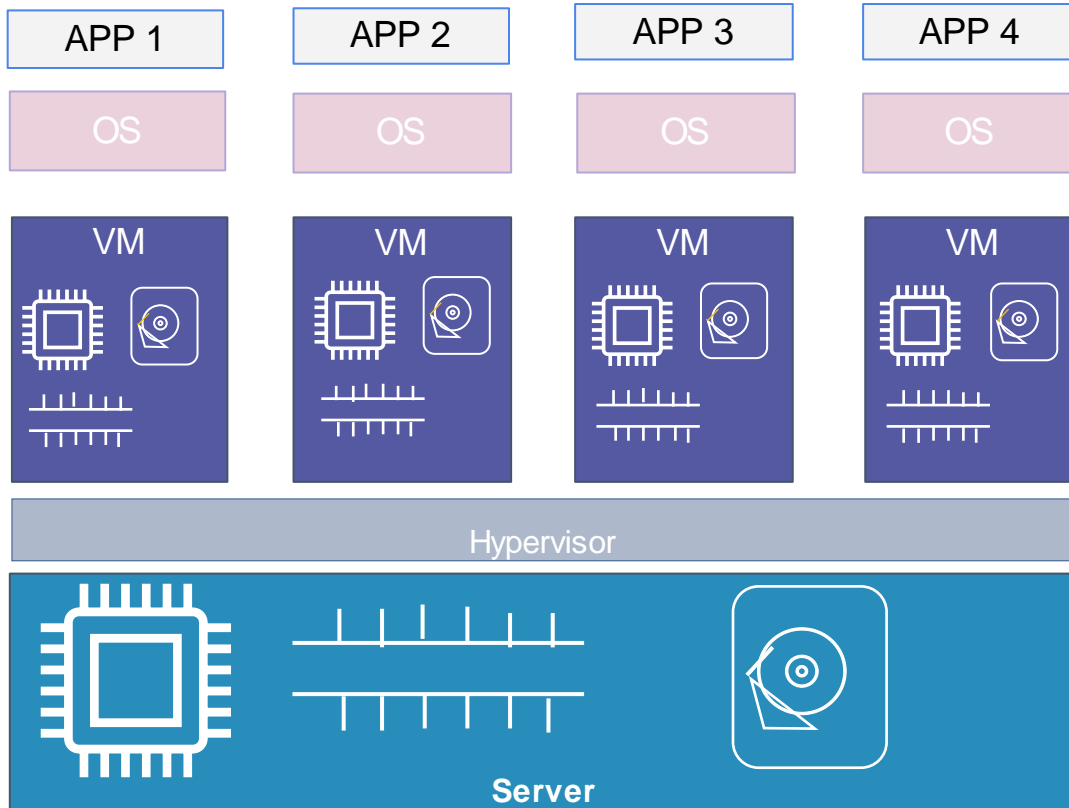 APP 1
APP 2
APP 3
APP 4
OS
OS
OS
OS
VM
VM
VM
VM
Hypervisor
Server